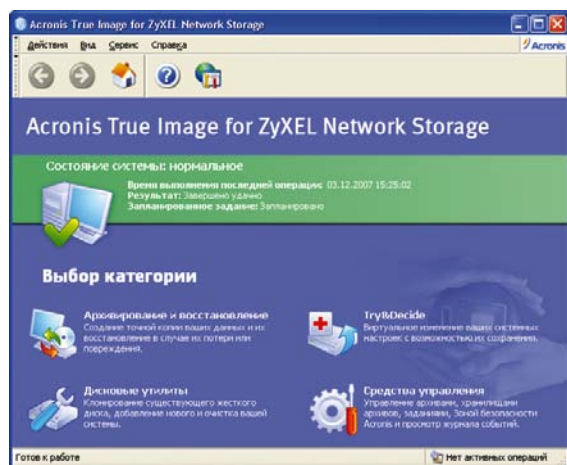 Acronis True Image for ZyXEL Network Storage
Действия Вид Сервис Справка
Acronis
Acronis True Image for ZyXEL Network Storage
Состояние системы: нормальное
Время выполнения последней операции: 03.12.2007 15:25:02
Результат: Завершено удачно
Запланированное задание: Запланировано
Выбор категории
Архивирование и восстановление
Создание точной копии ваших данных и их
восстановление в случае их потери или
повреждения.
Try&Decide
Виртуальное изменение ваших системных
настроек с возможностью их сохранения.
Дисковые утилиты
Клонирование существующего жесткого
диска, добавление нового и очистка вашей
системы.
Средства управления
Управление архивами, хранилищами
архивов, заданиями, Зоной безопасности
Acronis и просмотр журнала событий.
Готов к работе
Нет активных операций